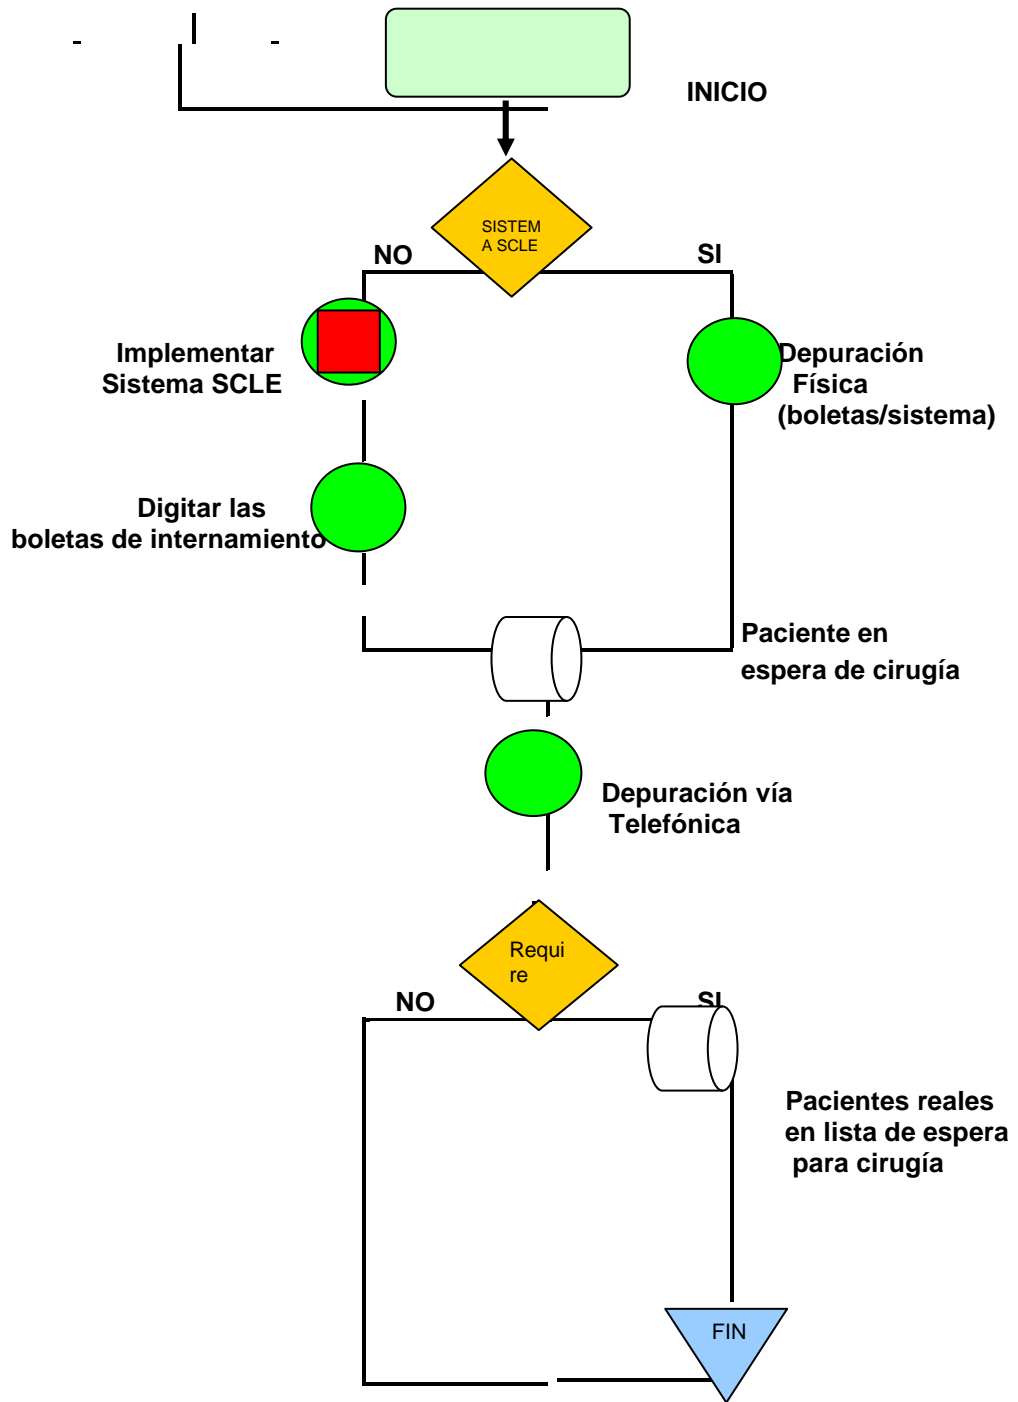 INICIO
SISTEM
A SCLE
NO
SI
Implementar
Sistema SCLE
Depuración
Física
(boletas/sistema)
Digitar las
boletas de internamiento
Paciente en
espera de cirugía
Depuración vía
Telefónica
Requi
re
NO
SI
Pacientes reales
en lista de espera
para cirugía
FIN